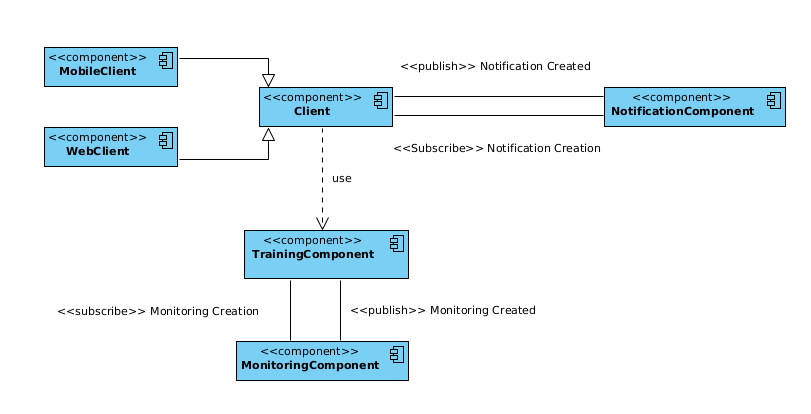 <<component>>
MobileClient
<<publish>> Notification Created
<<component>>
Client
<<component>>
NotificationComponent
<<component>>
WebClient
<<Subscribe>> Notification Creation
use
<<component>>
TrainingComponent
<<subscribe>> Monitoring Creation
<<publish>> Monitoring Created
<<component>>
MonitoringComponent